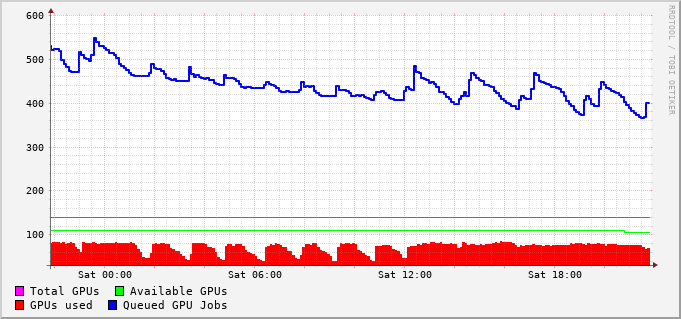 600
500
400
300
200
100
Sat 00:00 Sat 06:00 Sat 12:00 Sat 18:00
Total GPUs Available GPUs
GPUs used Queued GPU Jobs
RRDTOOL / TOBI OETIKER